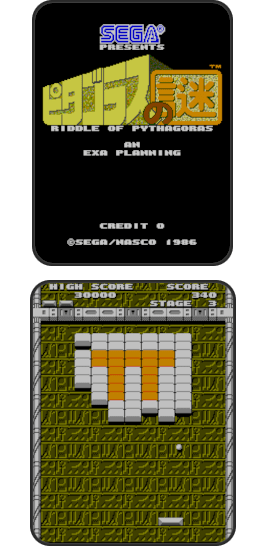 SEGA®
PRESENTS
ピタゴラスの謎
™
RIDDLE OF PYTHAGORAS
AN
EXA PLANNING
CREDIT 0
©SEGA/NASCO 1986
HIGH SCORE SCORE
30000 340
STAGE 3